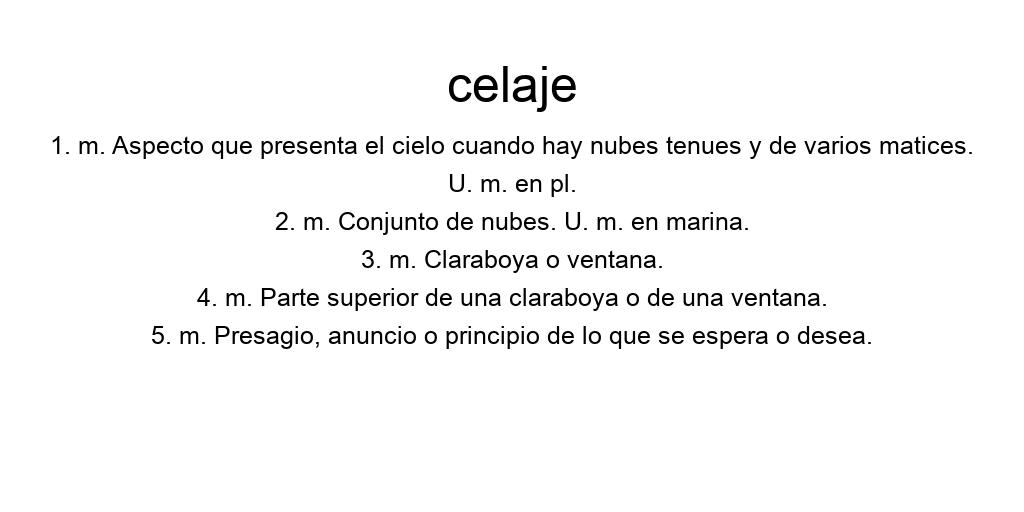 celaje
1. m. Aspecto que presenta el cielo cuando hay nubes tenues y de varios matices.
U. m. en pl.
2. m. Conjunto de nubes. U. m. en marina.
3. m. Claraboya o ventana.
4. m. Parte superior de una claraboya o de una ventana.
5. m. Presagio, anuncio o principio de lo que se espera o desea.